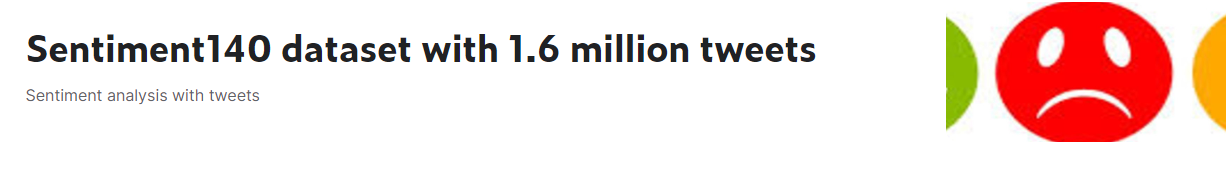 Sentiment140 dataset with 1.6 million tweets
Sentiment analysis with tweets